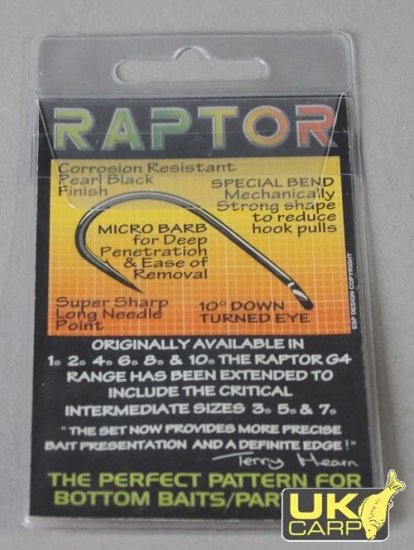 RAPTOR
Corrosion Resistant
Pearl Black
Finish
SPECIAL BEND
Mechanically
Strong shape
to reduce
hook pulls
MICRO BARB
for Deep
Penetration
& Ease of
Removal
Super Sharp
Long Needle
Point
10° DOWN
TURNED EYE
ESP DESIGN COPYRIGHT
ORIGINALLY AVAILABLE IN
1s 2s 4s 6s 8s & 10s THE RAPTOR G4
RANGE HAS BEEN EXTENDED TO
INCLUDE THE CRITICAL
INTERMEDIATE SIZES 3s 5s & 7s
"THE SET NOW PROVIDES MORE PRECISE
BAIT PRESENTATION AND A DEFINITE EDGE!"
Terry Hearn
THE PERFECT PATTERN FOR
BOTTOM BAITS/PAR
UK
CARP